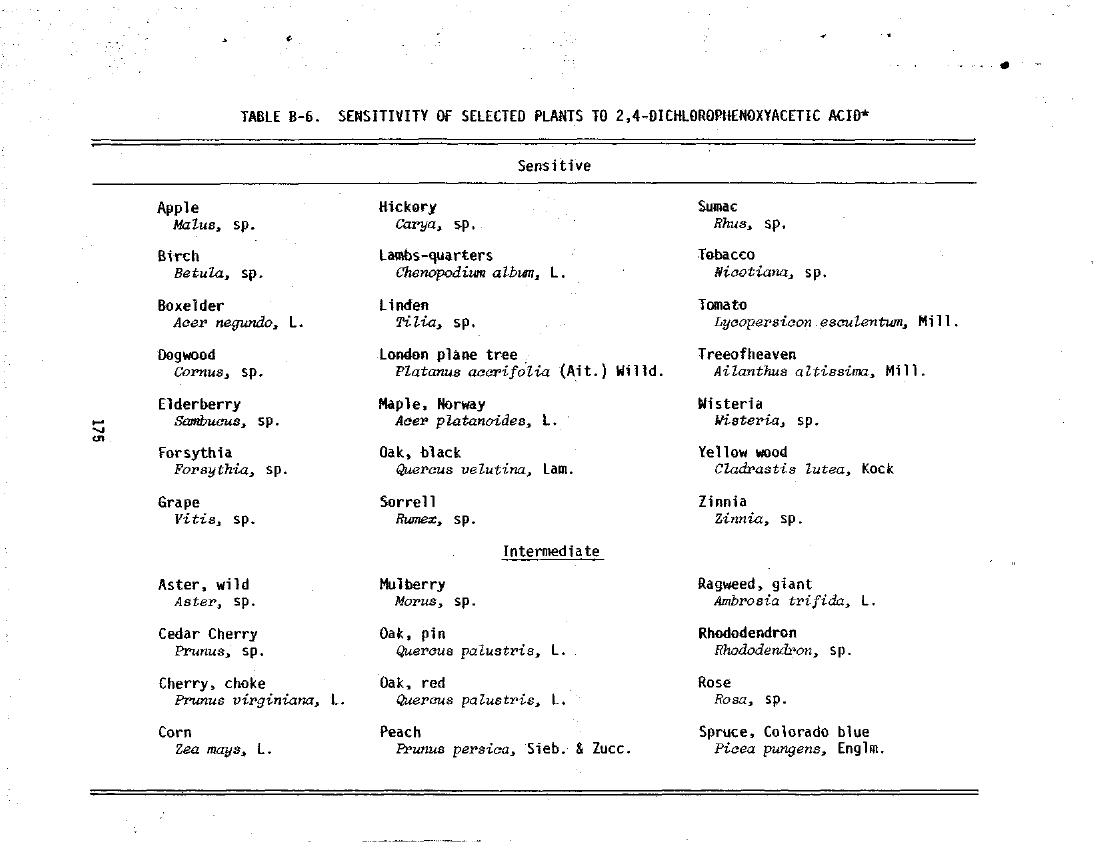 TABLE B-6. SENSITIVITY OF SELECTED PLANTS TO 2,4-DICHLOROPHENOXYACETIC ACID*
Sensitive
Apple
Malus, sp.
Birch
Betula, sp.
Boxelder
Acer negundo, L.
Dogwood
Cornus, sp.
Elderberry
Sambucus, sp.
Forsythia
Forsythia, sp.
Grape
Vitis, sp.
Hickory
Carya, sp.
Lambs-quarters
Chenopodium album, L.
Linden
Tilia, sp.
London plane tree
Platanus acerifolia (Ait.) Willd.
Maple, Norway
Acer platanoides, L.
Oak, black
Quercus velutina, Lam.
Sorrell
Rumex, sp.
Sumac
Rhus, sp.
Tobacco
Nicotiana, sp.
Tomato
Lycopersicon esculentum, Mill.
Treeofheaven
Ailanthus altissima, Mill.
Wisteria
Wisteria, sp.
Yellow wood
Cladrastis lutea, Kock
Zinnia
Zinnia, sp.
Intermediate
Aster, wild
Aster, sp.
Cedar Cherry
Prunus, sp.
Cherry, choke
Prunus virginiana, L.
Corn
Zea mays, L.
Mulberry
Morus, sp.
Oak, pin
Quercus palustris, L.
Oak, red
Quercus palustris, L.
Peach
Prunus persica, Sieb. & Zucc.
Ragweed, giant
Ambrosia trifida, L.
Rhododendron
Rhododendron, sp.
Rose
Rosa, sp.
Spruce, Colorado blue
Picea pungens, Englm.
175